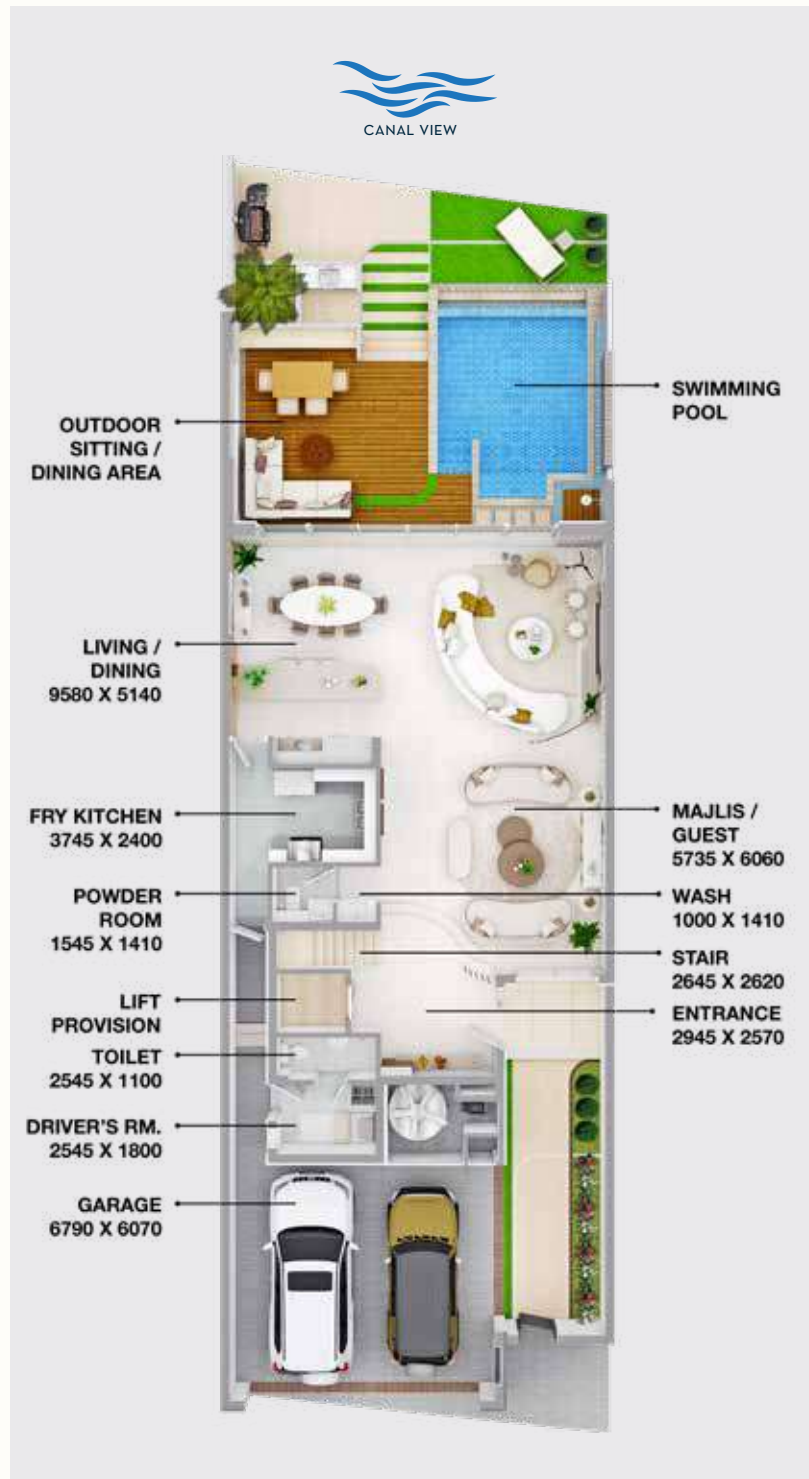 CANAL VIEW
OUTDOOR
SITTING /
DINING AREA
LIVING /
DINING
9580 X 5140
FRY KITCHEN
3745 X 2400
POWDER
ROOM
1545 X 1410
LIFT
PROVISION
TOILET
2545 X 1100
DRIVER'S RM.
2545 X 1800
GARAGE
6790 X 6070
SWIMMING
POOL
MAJLIS /
GUEST
5735 X 6060
WASH
1000 X 1410
STAIR
2645 X 2620
ENTRANCE
2945 X 2570